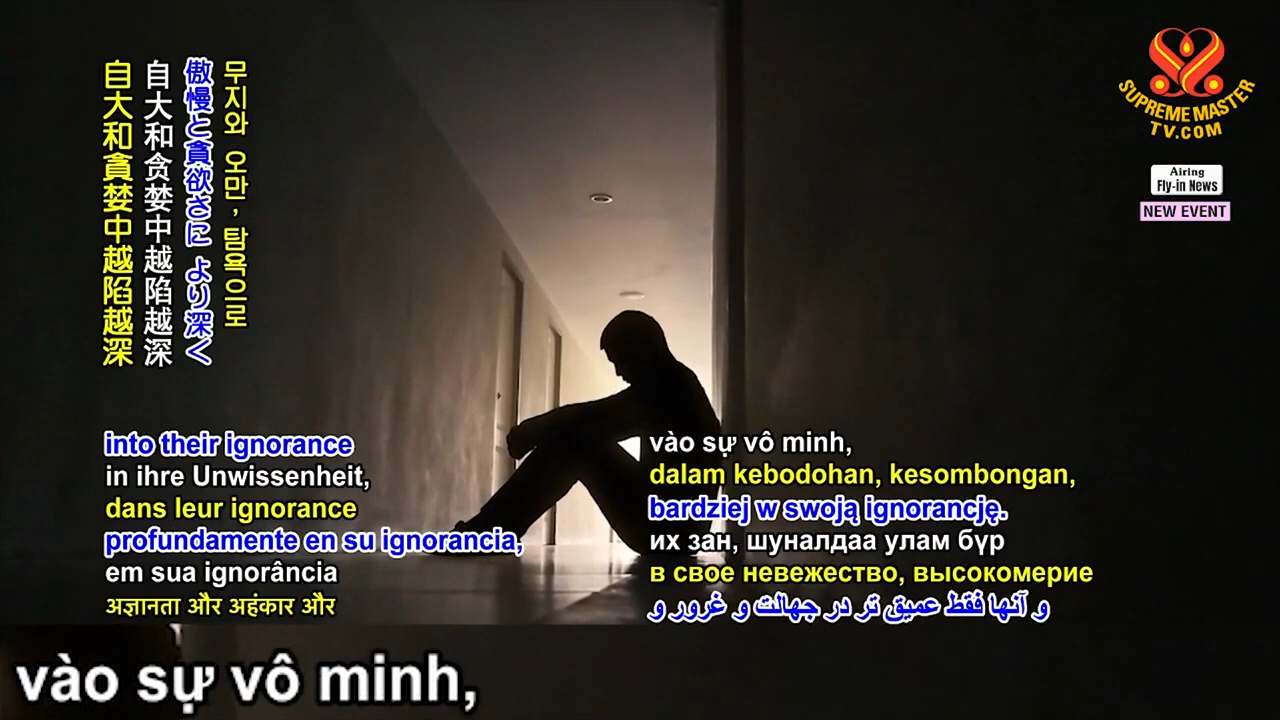 무지와 오만, 탐욕으로
傲慢と貪欲さに より深く
自大和贪婪中越陷越深
自大和貪婪中越陷越深
SUPREME MASTER
TV.COM
Airing
Fly-in News
NEW EVENT
into their ignorance
in ihre Unwissenheit,
dans leur ignorance
profundamente en su ignorancia,
em sua ignorância
अज्ञानता और अहंकार और
vào sự vô minh,
dalam kebodohan, kesombongan,
bardziej w swoją ignorancję.
их зан, шуналдаа улам бүр
в свое невежество, высокомерие
و آنها فقط عمیق تر در جهالت و غرور و
vào sự vô minh,